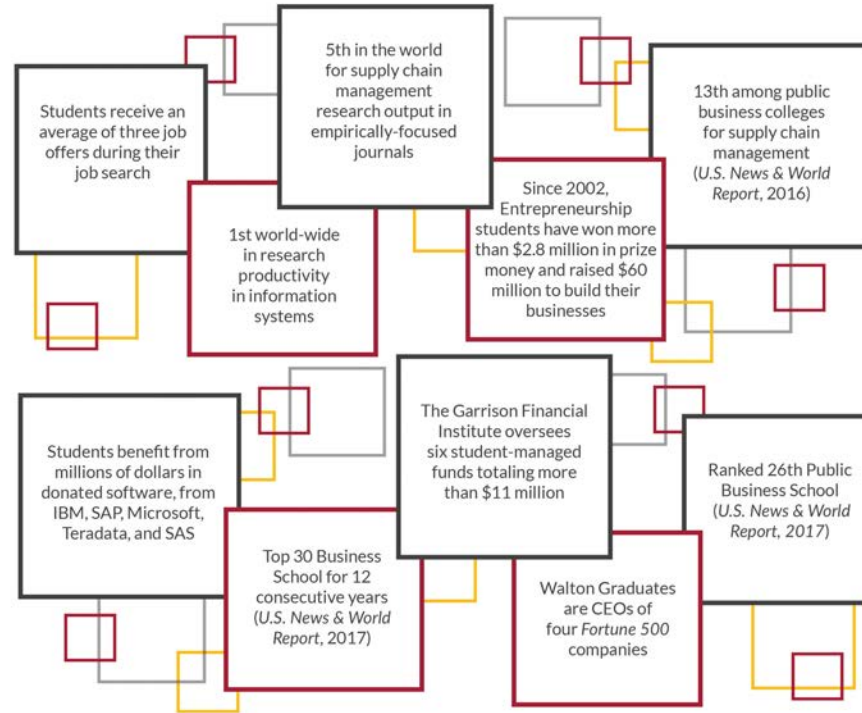 Students receive an
average of three job
offers during their
job search
5th in the world
for supply chain
management
research output in
empirically-focused
journals
13th among public
business colleges
for supply chain
management
(U.S. News & World
Report, 2016)
1st world-wide
in research
productivity
in information
systems
Since 2002,
Entrepreneurship
students have won more
than $2.8 million in prize
money and raised $60
million to build their
businesses
Students benefit from
millions of dollars in
donated software, from
IBM, SAP, Microsoft,
Teradata, and SAS
The Garrison Financial
Institute oversees
six student-managed
funds totaling more
than $11 million
Ranked 26th Public
Business School
(U.S. News & World
Report, 2017)
Top 30 Business
School for 12
consecutive years
(U.S. News & World
Report, 2017)
Walton Graduates
are CEOs of
four Fortune 500
companies